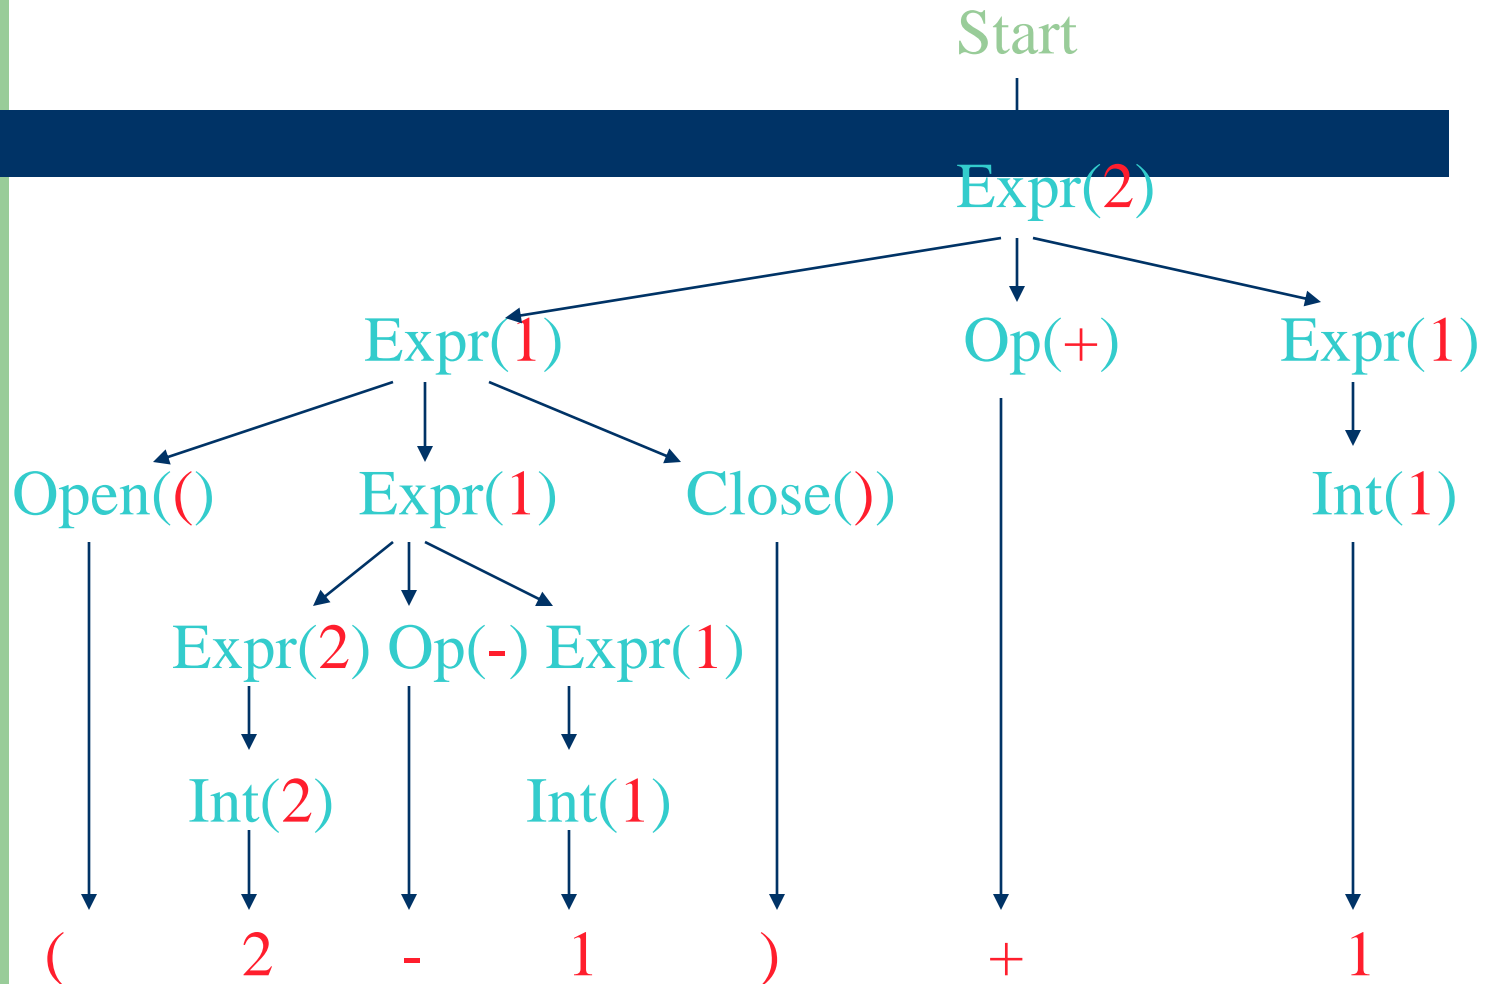 Start
Expr(2)
Expr(1) Op(+) Expr(1)
Open(() Expr(1) Close()) Int(1)
Expr(2) Op(-) Expr(1)
Int(2) Int(1)
( 2 - 1 ) + 1